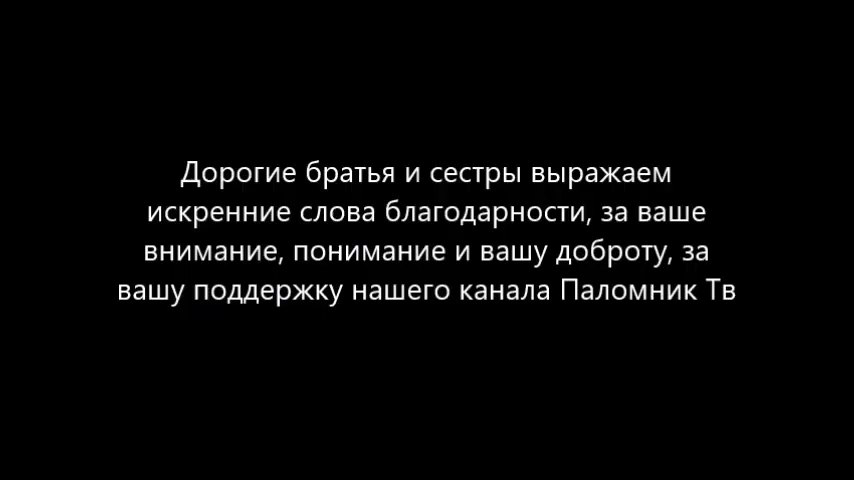 Дорогие братья и сестры выражаем
искренние слова благодарности, за ваше
внимание, понимание и вашу доброту, за
вашу поддержку нашего канала Паломник Тв